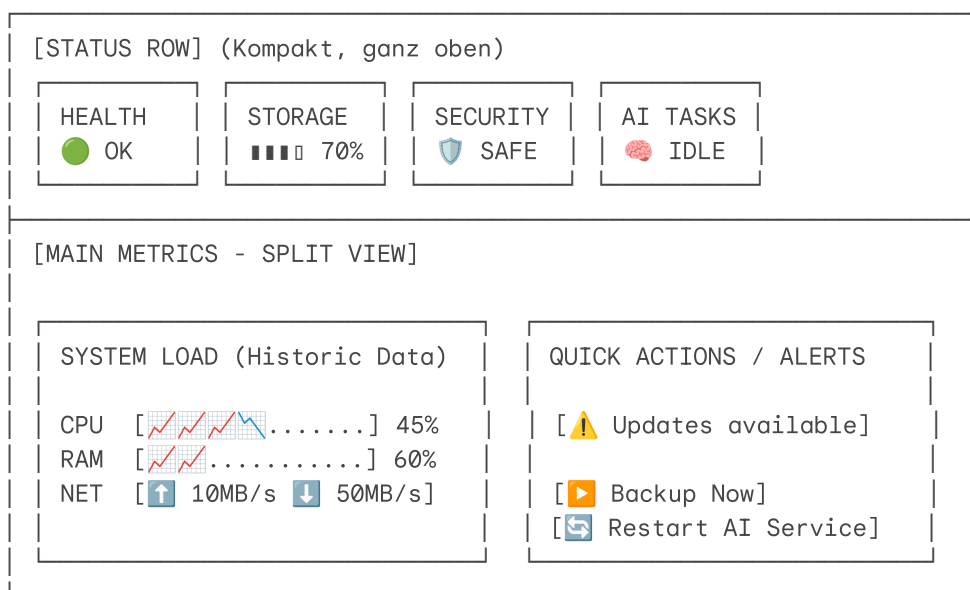 [STATUS ROW] (Kompakt, ganz oben)
HEALTH STORAGE SECURITY AI TASKS
🟢 OK ▮▮▮▯ 70% 🛡️ SAFE 🧠 IDLE
[MAIN METRICS - SPLIT VIEW]
SYSTEM LOAD (Historic Data) QUICK ACTIONS / ALERTS
CPU [📈📈📈📉.......] 45% [⚠️ Updates available]
RAM [📈📈...........] 60%
NET [⬆️ 10MB/s ⬇️ 50MB/s] [▶️ Backup Now]
[🔄 Restart AI Service]